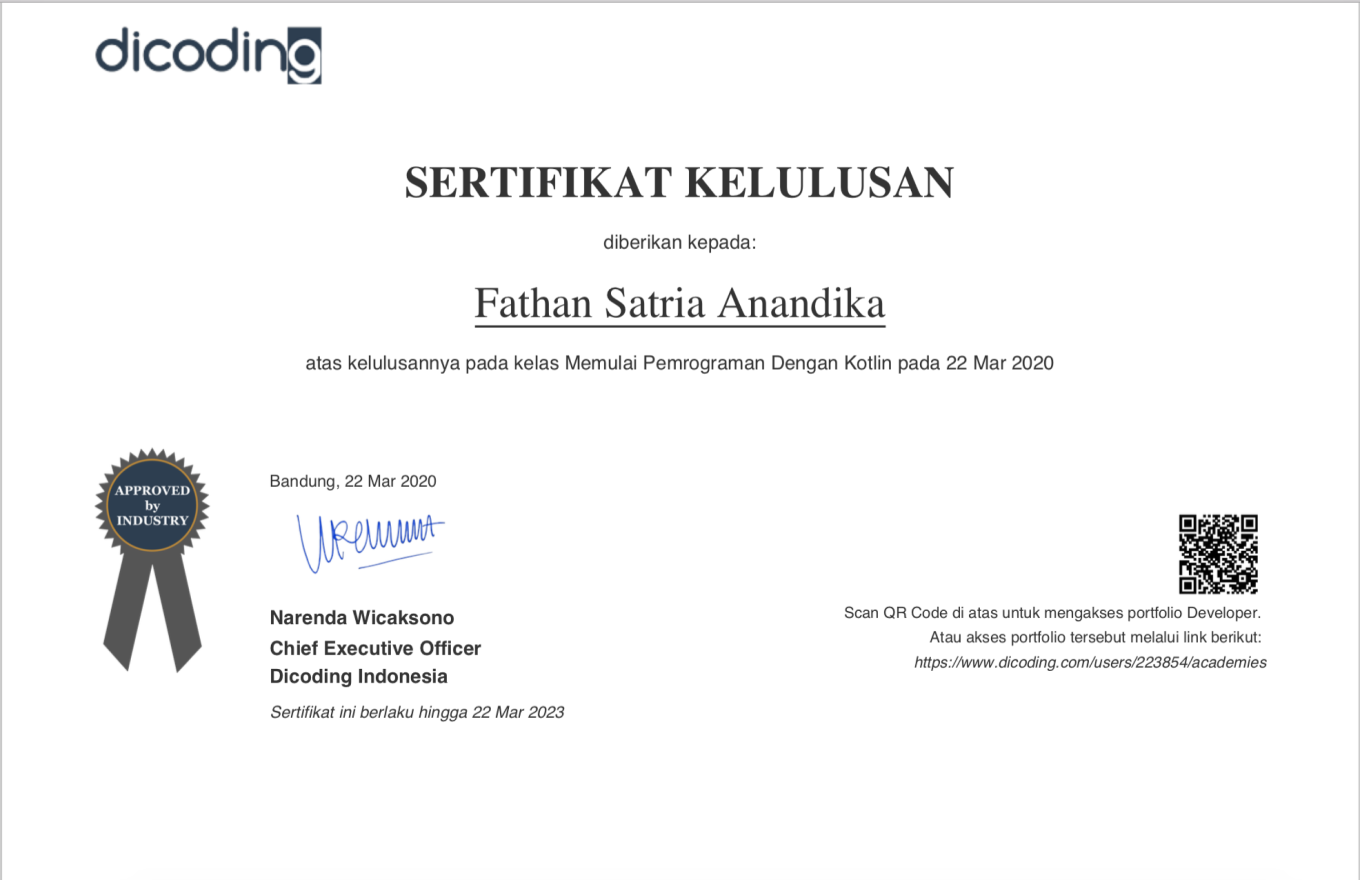 dicoding
SERTIFIKAT KELULUSAN
diberikan kepada:
Fathan Satria Anandika
atas kelulusannya pada kelas Memulai Pemrograman Dengan Kotlin pada 22 Mar 2020
APPROVED
by
INDUSTRY
Bandung, 22 Mar 2020
Narenda Wicaksono
Chief Executive Officer
Dicoding Indonesia
Sertifikat ini berlaku hingga 22 Mar 2023
Scan QR Code di atas untuk mengakses portfolio Developer.
Atau akses portfolio tersebut melalui link berikut:
https://www.dicoding.com/users/223854/academies